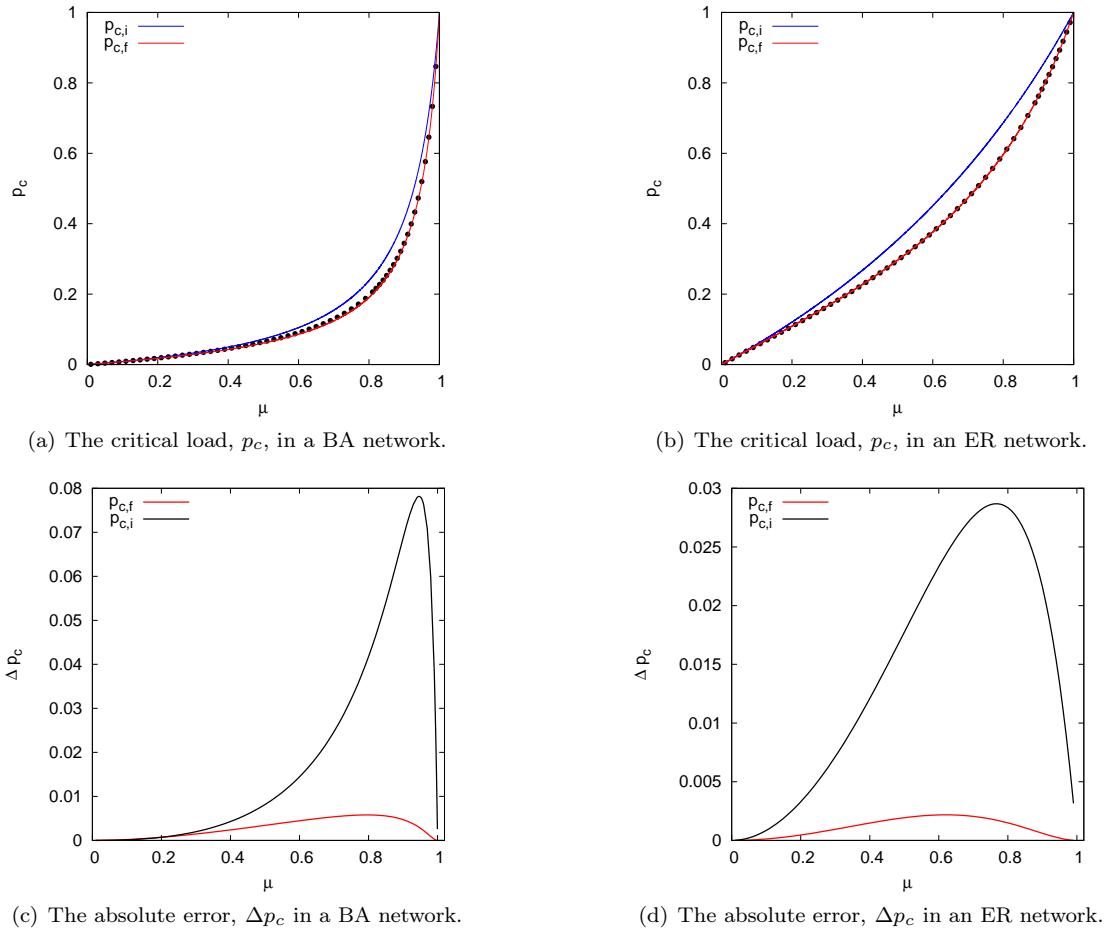 p_c,i
p_c,f
1
0.8
0.6
0.4
0.2
0
p_c
0.2 0.4 0.6 0.8 1
μ
(a) The critical load, p_c, in a BA network.
p_c,i
p_c,f
1
0.8
0.6
0.4
0.2
0
p_c
0.2 0.4 0.6 0.8 1
μ
(b) The critical load, p_c, in an ER network.
p_c,f
p_c,i
0.08
0.07
0.06
0.05
0.04
0.03
0.02
0.01
0
Δ p_c
0 0.2 0.4 0.6 0.8 1
μ
(c) The absolute error, Δp_c in a BA network.
p_c,f
p_c,i
0.03
0.025
0.02
0.015
0.01
0.005
0
Δ p_c
0 0.2 0.4 0.6 0.8 1
μ
(d) The absolute error, Δp_c in an ER network.